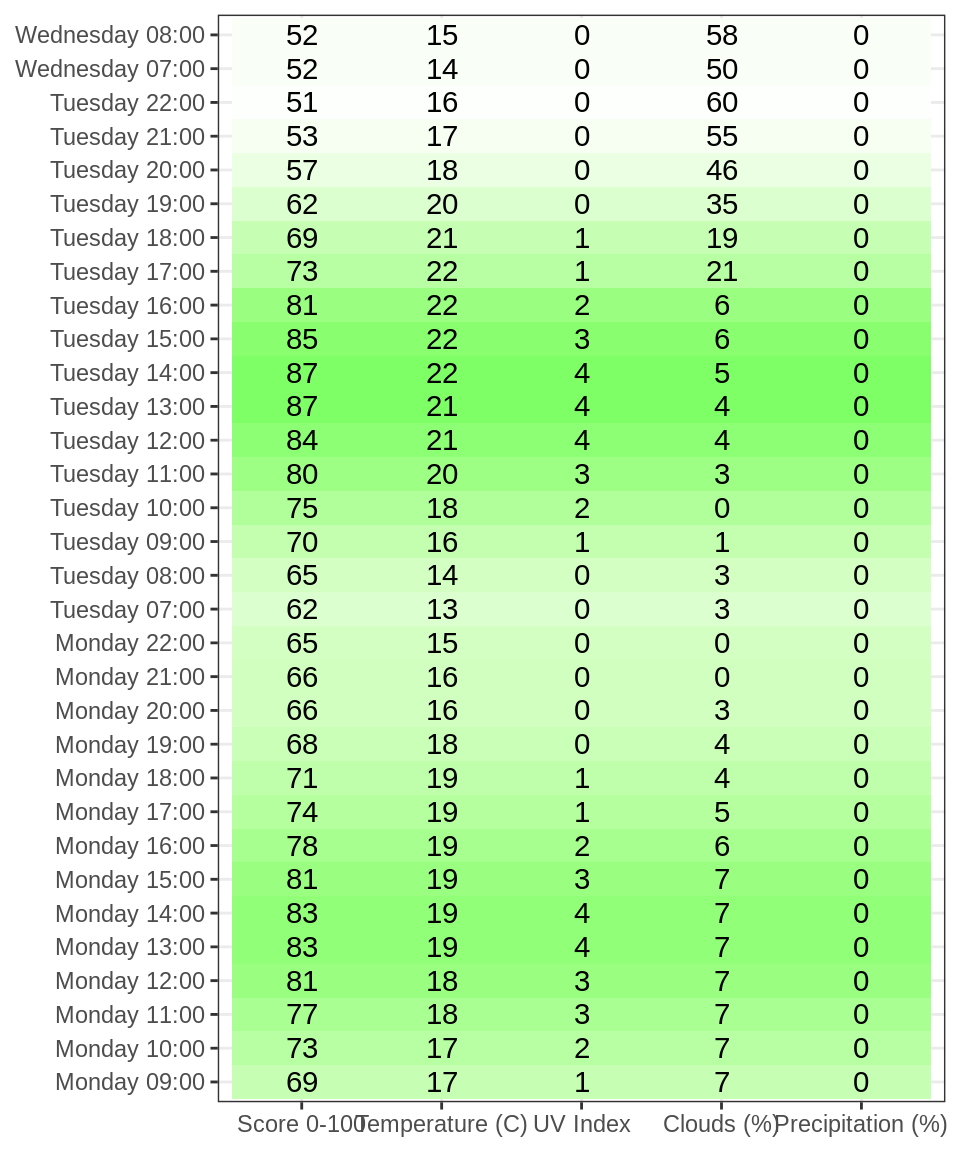 Wednesday 08:00 52 15 0 58 0
Wednesday 07:00 52 14 0 50 0
Tuesday 22:00 51 16 0 60 0
Tuesday 21:00 53 17 0 55 0
Tuesday 20:00 57 18 0 46 0
Tuesday 19:00 62 20 0 35 0
Tuesday 18:00 69 21 1 19 0
Tuesday 17:00 73 22 1 21 0
Tuesday 16:00 81 22 2 6 0
Tuesday 15:00 85 22 3 6 0
Tuesday 14:00 87 22 4 5 0
Tuesday 13:00 87 21 4 4 0
Tuesday 12:00 84 21 4 4 0
Tuesday 11:00 80 20 3 3 0
Tuesday 10:00 75 18 2 0 0
Tuesday 09:00 70 16 1 1 0
Tuesday 08:00 65 14 0 3 0
Tuesday 07:00 62 13 0 3 0
Monday 22:00 65 15 0 0 0
Monday 21:00 66 16 0 0 0
Monday 20:00 66 16 0 3 0
Monday 19:00 68 18 0 4 0
Monday 18:00 71 19 1 4 0
Monday 17:00 74 19 1 5 0
Monday 16:00 78 19 2 6 0
Monday 15:00 81 19 3 7 0
Monday 14:00 83 19 4 7 0
Monday 13:00 83 19 4 7 0
Monday 12:00 81 18 3 7 0
Monday 11:00 77 18 3 7 0
Monday 10:00 73 17 2 7 0
Monday 09:00 69 17 1 7 0
Score 0-100 Temperature (C) UV Index Clouds (%) Precipitation (%)